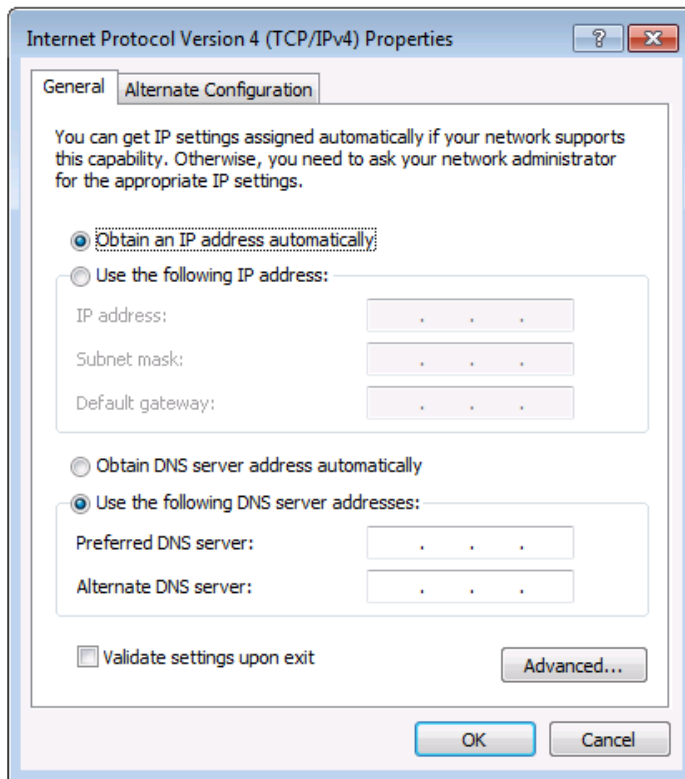 Internet Protocol Version 4 (TCP/IPv4) Properties
General
Alternate Configuration
You can get IP settings assigned automatically if your network supports
this capability. Otherwise, you need to ask your network administrator
for the appropriate IP settings.
Obtain an IP address automatically
Use the following IP address:
IP address:
. . .
Subnet mask:
. . .
Default gateway:
. . .
Obtain DNS server address automatically
Use the following DNS server addresses:
Preferred DNS server:
. . .
Alternate DNS server:
. . .
Validate settings upon exit
Advanced...
OK
Cancel